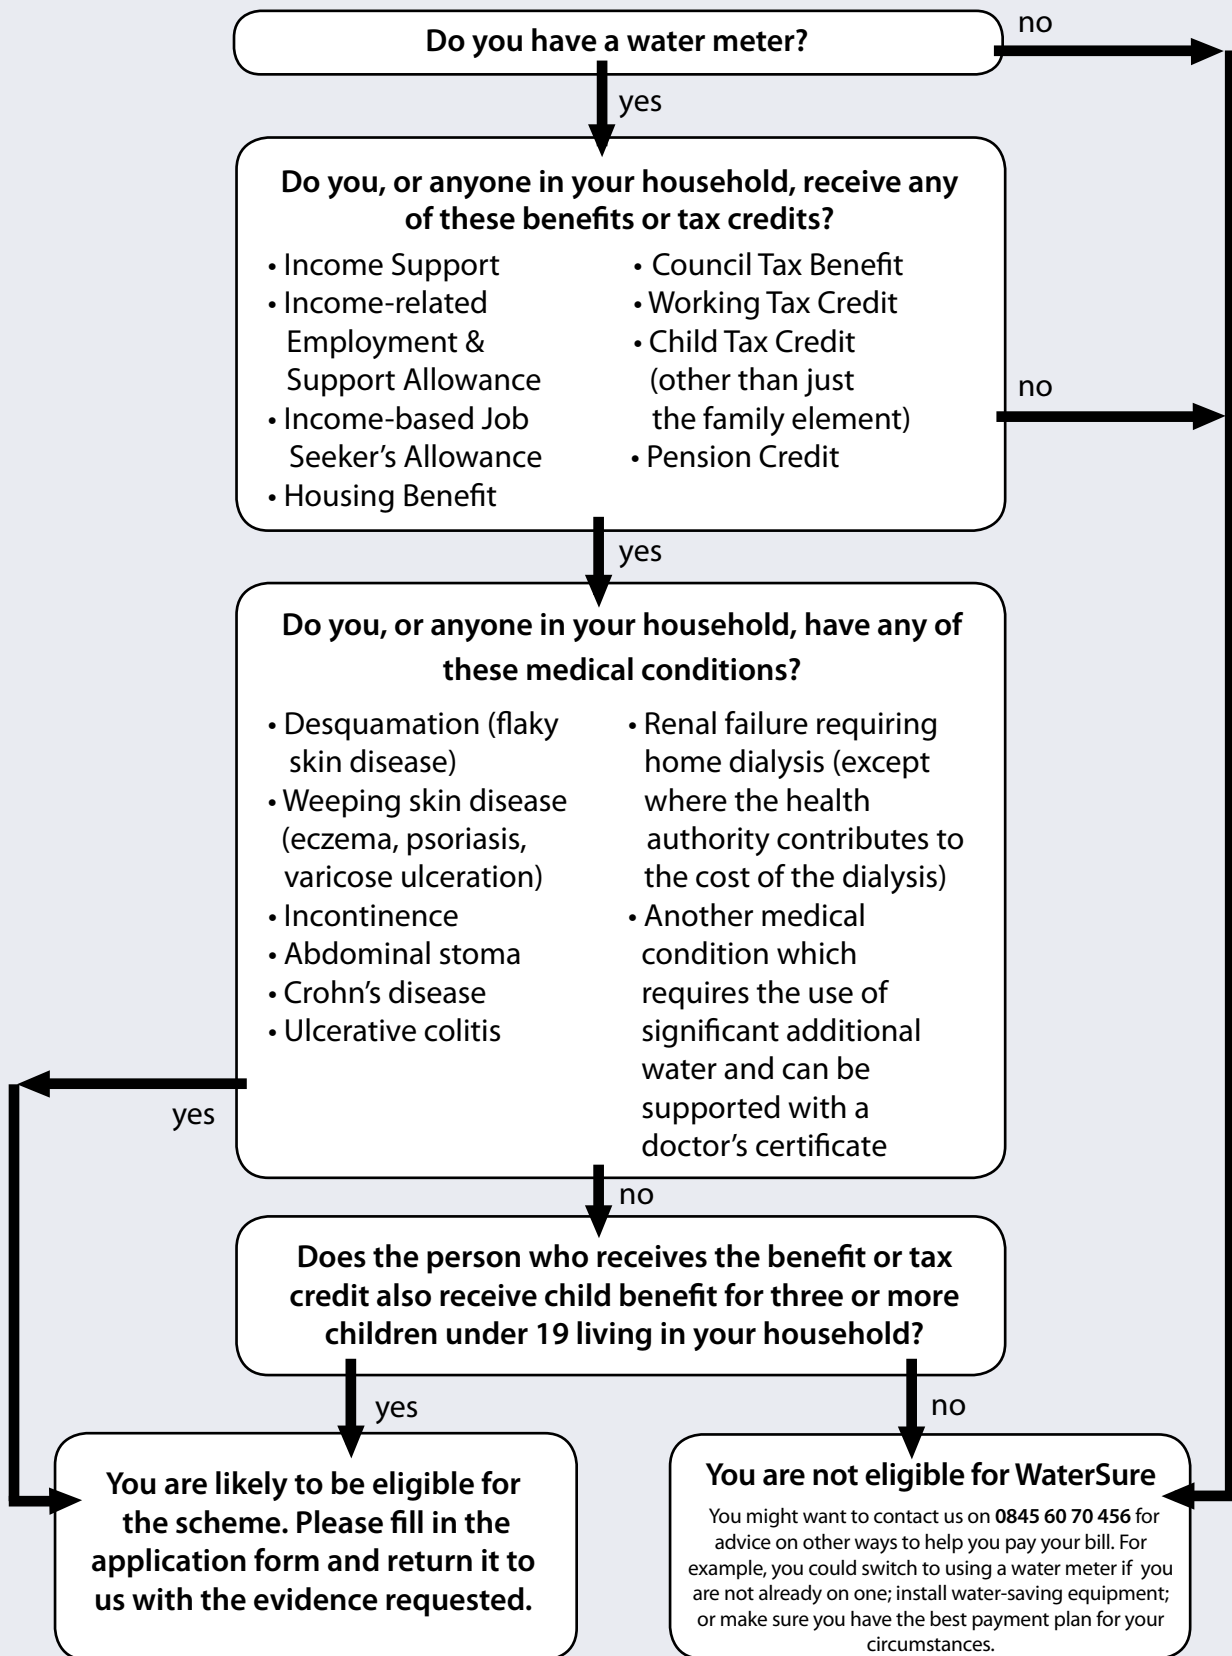 Do you have a water meter?
no
yes
Do you, or anyone in your household, receive any
of these benefits or tax credits?
• Income Support
• Income-related
Employment &
Support Allowance
• Income-based Job
Seeker's Allowance
• Housing Benefit
• Council Tax Benefit
• Working Tax Credit
• Child Tax Credit
(other than just
the family element)
• Pension Credit
no
yes
Do you, or anyone in your household, have any of
these medical conditions?
• Desquamation (flaky
skin disease)
• Weeping skin disease
(eczema, psoriasis,
varicose ulceration)
• Incontinence
• Abdominal stoma
• Crohn's disease
• Ulcerative colitis
• Renal failure requiring
home dialysis (except
where the health
authority contributes to
the cost of the dialysis)
• Another medical
condition which
requires the use of
significant additional
water and can be
supported with a
doctor's certificate
yes
no
Does the person who receives the benefit or tax
credit also receive child benefit for three or more
children under 19 living in your household?
yes
no
You are likely to be eligible for
the scheme. Please fill in the
application form and return it to
us with the evidence requested.
You are not eligible for WaterSure
You might want to contact us on 0845 60 70 456 for
advice on other ways to help you pay your bill. For
example, you could switch to using a water meter if you
are not already on one; install water-saving equipment;
or make sure you have the best payment plan for your
circumstances.